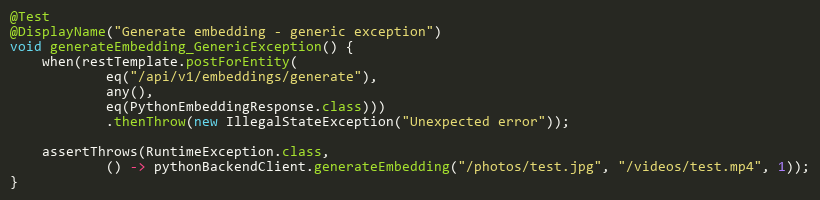 @Test
@DisplayName("Generate embedding - generic exception")
void generateEmbedding_GenericException() {
    when(restTemplate.postForEntity(
            eq("/api/v1/embeddings/generate"),
            any(),
            eq(PythonEmbeddingResponse.class)))
            .thenThrow(new IllegalStateException("Unexpected error"));

    assertThrows(RuntimeException.class,
            () -> pythonBackendClient.generateEmbedding("/photos/test.jpg", "/videos/test.mp4", 1));
}